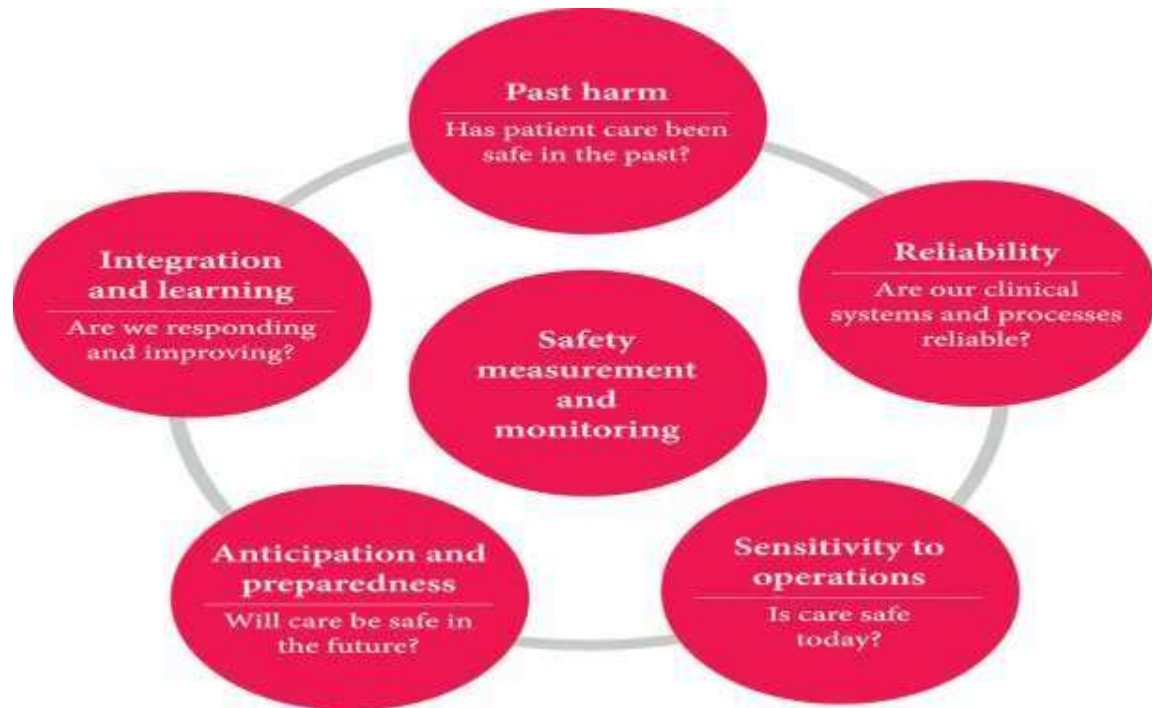 Past harm
Has patient care been
safe in the past?
Reliability
Are our clinical
systems and processes
reliable?
Sensitivity to
operations
Is care safe
today?
Anticipation and
preparedness
Will care be safe in
the future?
Integration
and learning
Are we responding
and improving?
Safety
measurement
and
monitoring